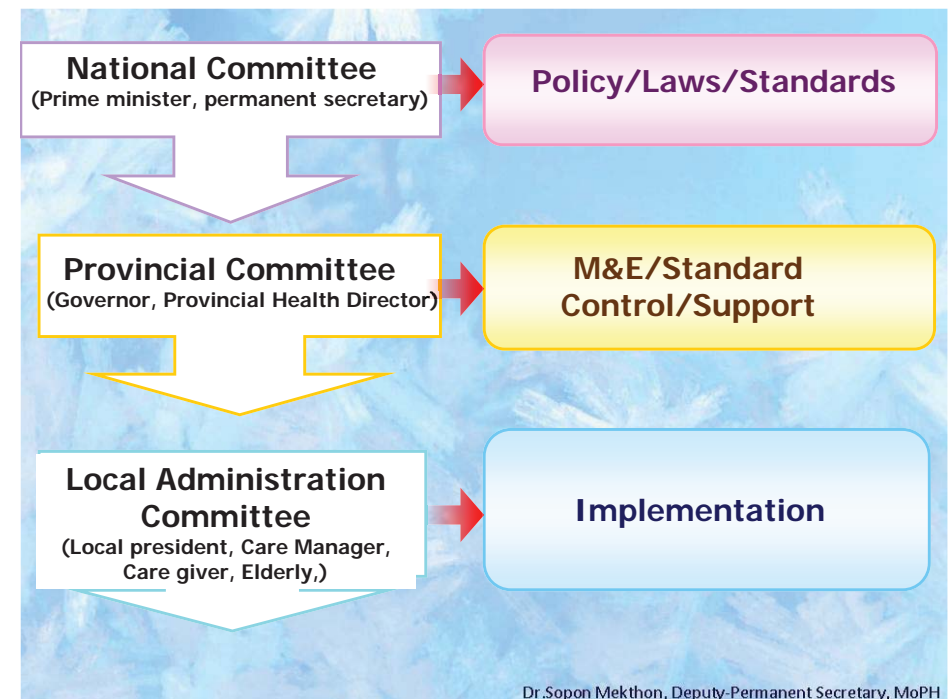 National Committee
(Prime minister, permanent secretary)
Policy/Laws/Standards
Provincial Committee
(Governor, Provincial Health Director)
M&E/Standard
Control/Support
Local Administration
Committee
(Local president, Care Manager,
Care giver, Elderly,)
Implementation
Dr.Sopon Mekthon, Deputy-Permanent Secretary, MoPH